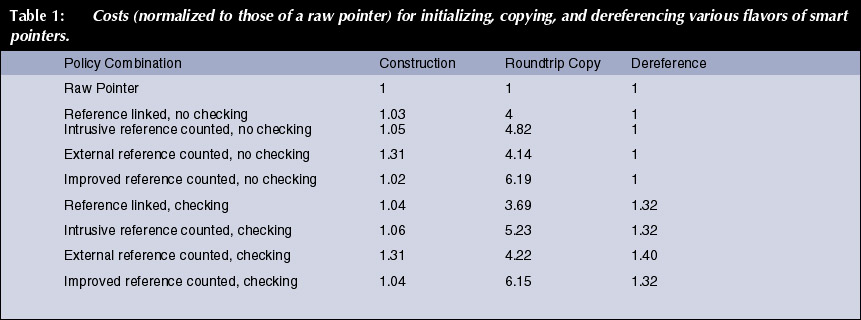 Table 1: Costs (normalized to those of a raw pointer) for initializing, copying, and dereferencing various flavors of smart
pointers.
Policy Combination Construction Roundtrip Copy Dereference
Raw Pointer 1 1 1
Reference linked, no checking 1.03 4 1
Intrusive reference counted, no checking 1.05 4.82 1
External reference counted, no checking 1.31 4.14 1
Improved reference counted, no checking 1.02 6.19 1
Reference linked, checking 1.04 3.69 1.32
Intrusive reference counted, checking 1.06 5.23 1.32
External reference counted, checking 1.31 4.22 1.40
Improved reference counted, checking 1.04 6.15 1.32